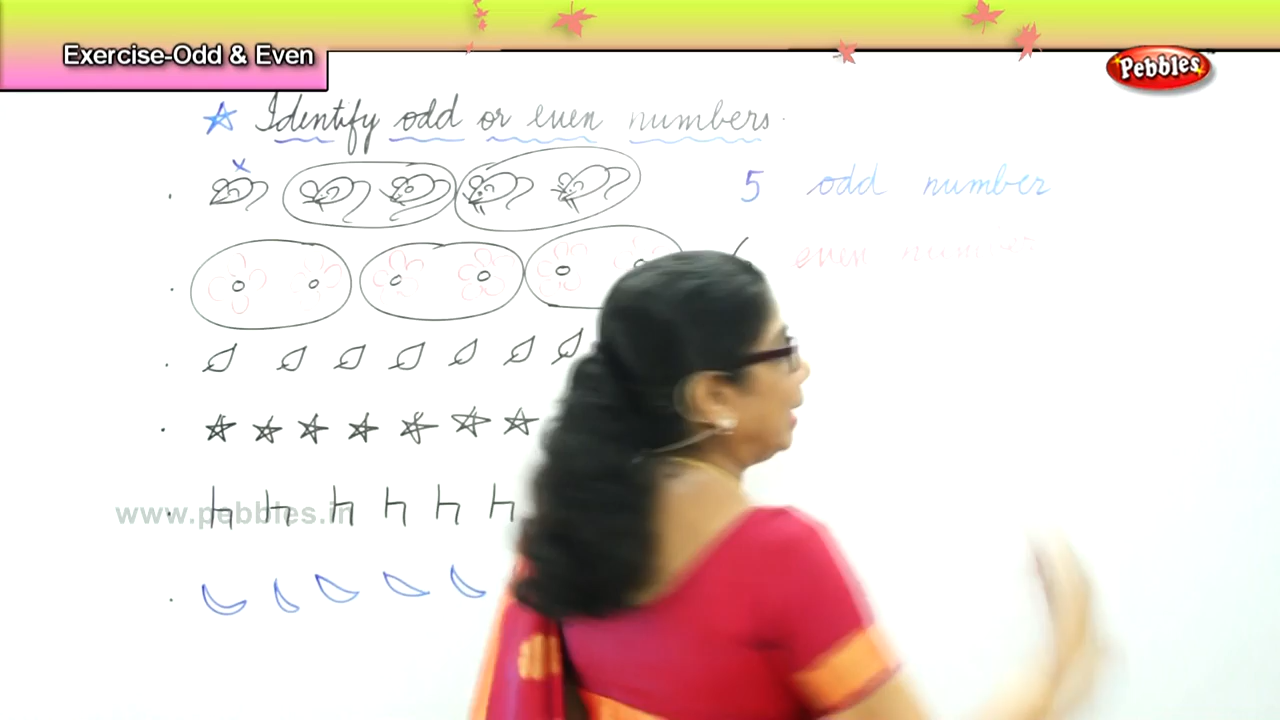 Exercise-Odd & Even
Pebbles
Identify odd or even numbers.
5 odd number
even number
www.pebbles.in